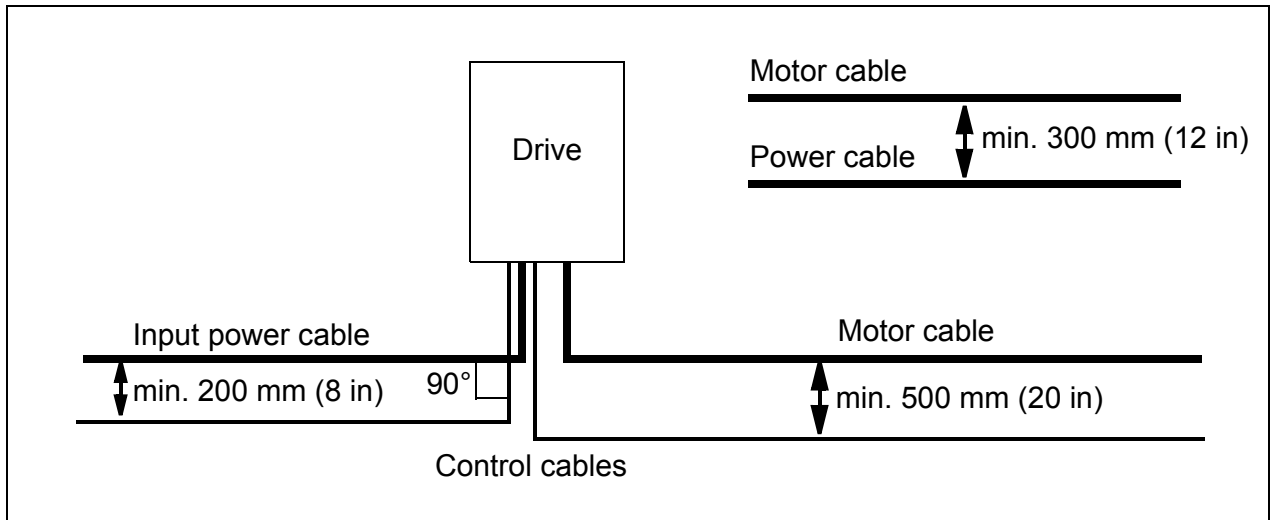 Motor cable
Drive
min. 300 mm (12 in)
Power cable
Input power cable
Motor cable
min. 200 mm (8 in)
90°
min. 500 mm (20 in)
Control cables